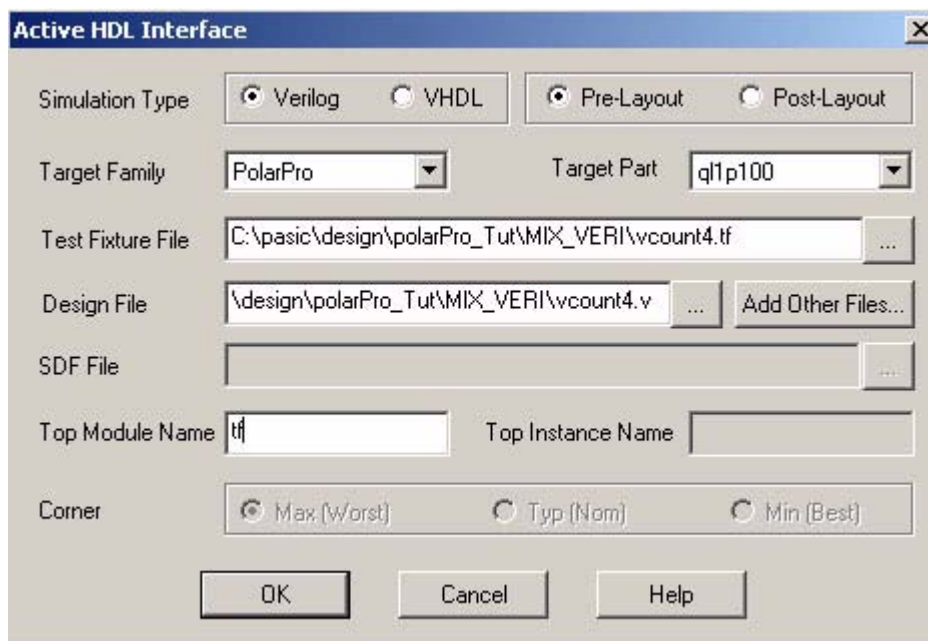 Active HDL Interface
Simulation Type Verilog VHDL Pre-Layout Post-Layout
Target Family PolarPro Target Part ql1p100
Test Fixture File C:\pasic\design\polarPro_Tut\MIX_VERI\vcount4.tf ...
Design File \design\polarPro_Tut\MIX_VERI\vcount4.v ... Add Other Files...
SDF File ...
Top Module Name tf Top Instance Name
Corner Max (Worst) Typ (Nom) Min (Best)
OK Cancel Help